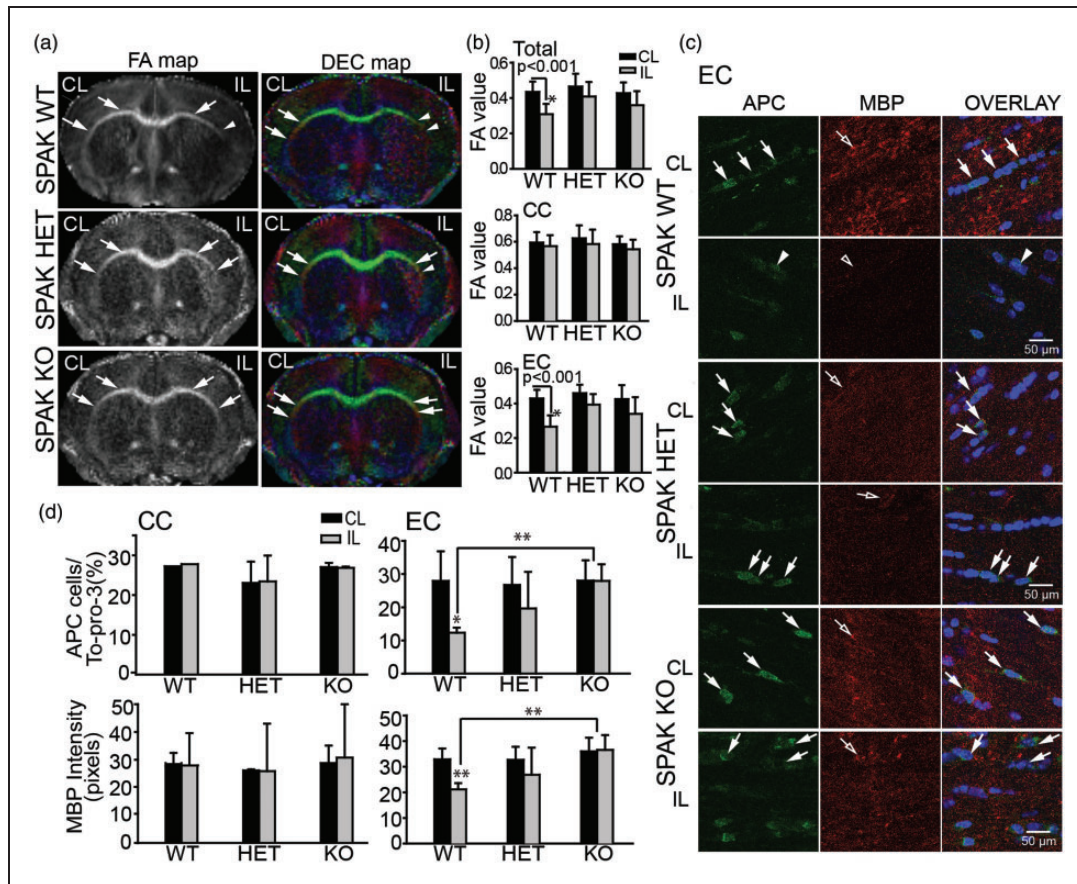 (a)
FA map
DEC map
CL
IL
CL
IL
SPAK WT
CL
IL
CL
IL
SPAK HET
CL
IL
CL
IL
SPAK KO
(b)
Total
p<0.001
CL
IL
*
FA value
0.6
0.4
0.2
0.0
WT HET KO
CC
FA value
0.8
0.6
0.4
0.2
0.0
WT HET KO
EC
p<0.001
*
FA value
0.6
0.4
0.2
0.0
WT HET KO
(c)
EC
APC MBP OVERLAY
SPAK WT
CL
IL
50 µm
SPAK HET
CL
IL
50 µm
SPAK KO
CL
IL
50 µm
(d)
CC
CL
IL
APC cells/
To-pro-3(%)
30
20
10
0
WT HET KO
EC
**
*
40
30
20
10
0
WT HET KO
MBP Intensity
(pixels)
50
40
30
20
10
0
WT HET KO
**
**
50
40
30
20
10
0
WT HET KO